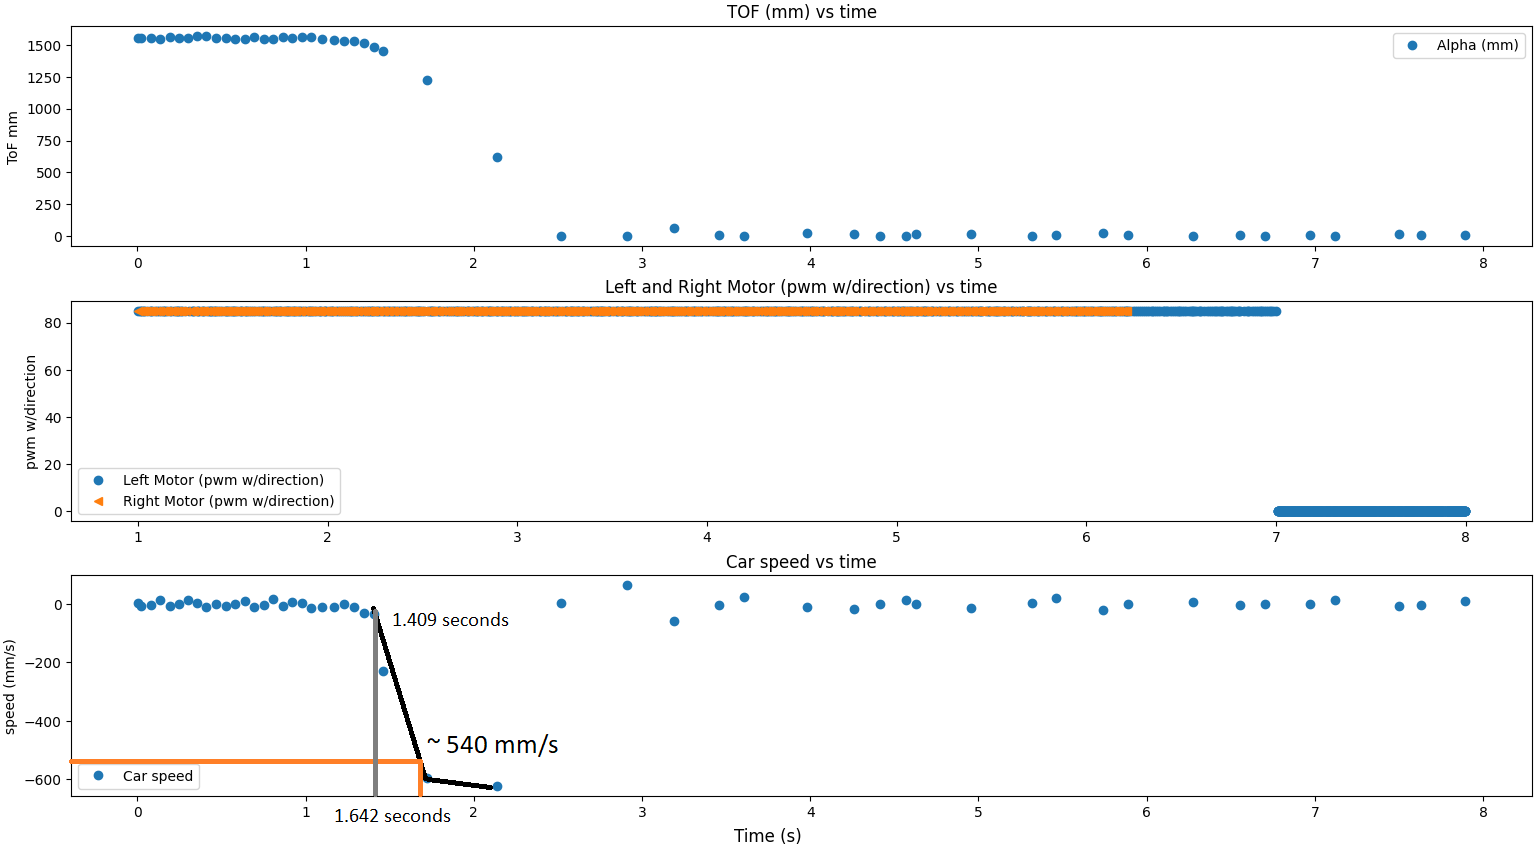 TOF (mm) vs time
ToF mm
1500
1250
1000
750
500
250
0
Alpha (mm)
0 1 2 3 4 5 6 7 8
Left and Right Motor (pwm w/direction) vs time
pwm w/direction
80
60
40
20
0
Left Motor (pwm w/direction)
Right Motor (pwm w/direction)
1 2 3 4 5 6 7 8
Car speed vs time
speed (mm/s)
0
−200
−400
−600
1.409 seconds
~ 540 mm/s
Car speed
0 1 2 3 4 5 6 7 8
1.642 seconds
Time (s)